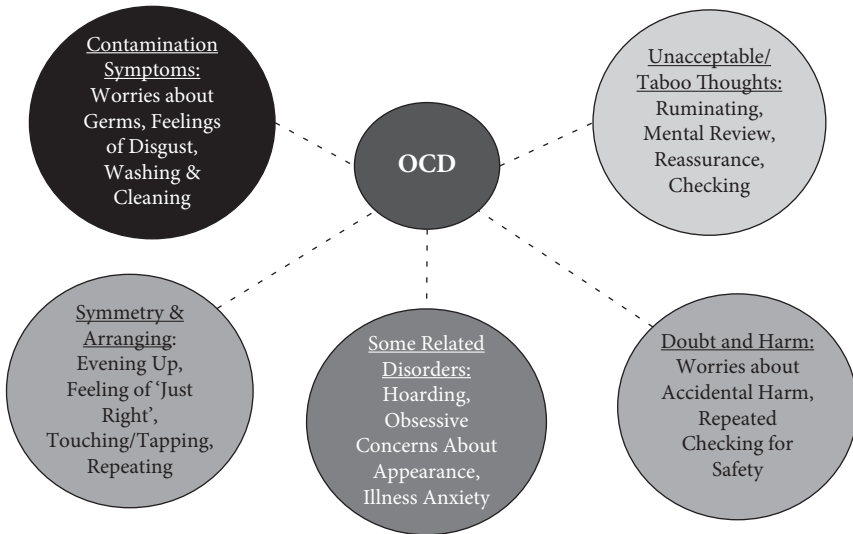 Contamination
Symptoms:
Worries about
Germs, Feelings
of Disgust,
Washing &
Cleaning
OCD
Unacceptable/
Taboo Thoughts:
Ruminating,
Mental Review,
Reassurance,
Checking
Symmetry &
Arranging:
Evening Up,
Feeling of ‘Just
Right’,
Touching/Tapping,
Repeating
Some Related
Disorders:
Hoarding,
Obsessive
Concerns About
Appearance,
Illness Anxiety
Doubt and Harm:
Worries about
Accidental Harm,
Repeated
Checking for
Safety